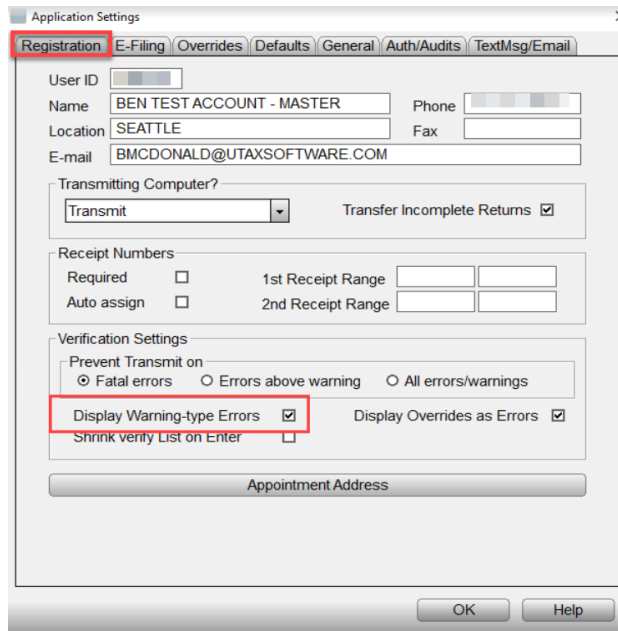 Application Settings
Registration E-Filing Overrides Defaults General Auth/Audits TextMsg/Email
User ID
Name BEN TEST ACCOUNT - MASTER Phone
Location SEATTLE Fax
E-mail BMCDONALD@UTAXSOFTWARE.COM
Transmitting Computer?
Transmit Transfer Incomplete Returns
Receipt Numbers
Required 1st Receipt Range
Auto assign 2nd Receipt Range
Verification Settings
Prevent Transmit on
Fatal errors Errors above warning All errors/warnings
Display Warning-type Errors Display Overrides as Errors
Shrink verify List on Enter
Appointment Address
OK Help